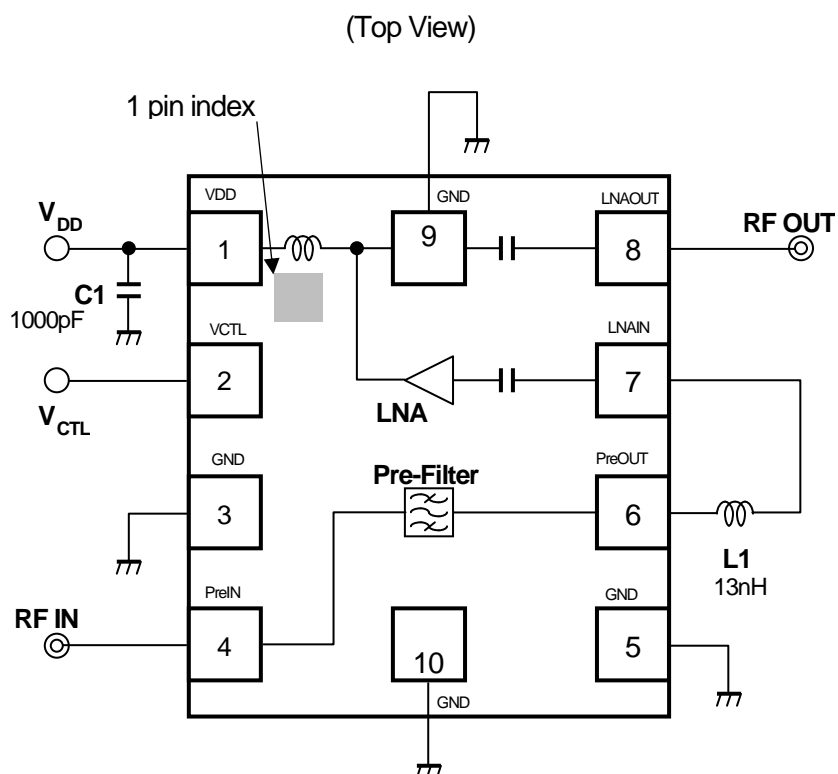 (Top View)
1 pin index
VDD
GND
LNAOUT
V_DD
1
9
8
RF OUT
C1
1000pF
VCTL
LNAIN
2
7
LNA
V_CTL
GND
Pre-Filter
PreOUT
3
6
L1
13nH
PreIN
GND
RF IN
4
10
5
GND